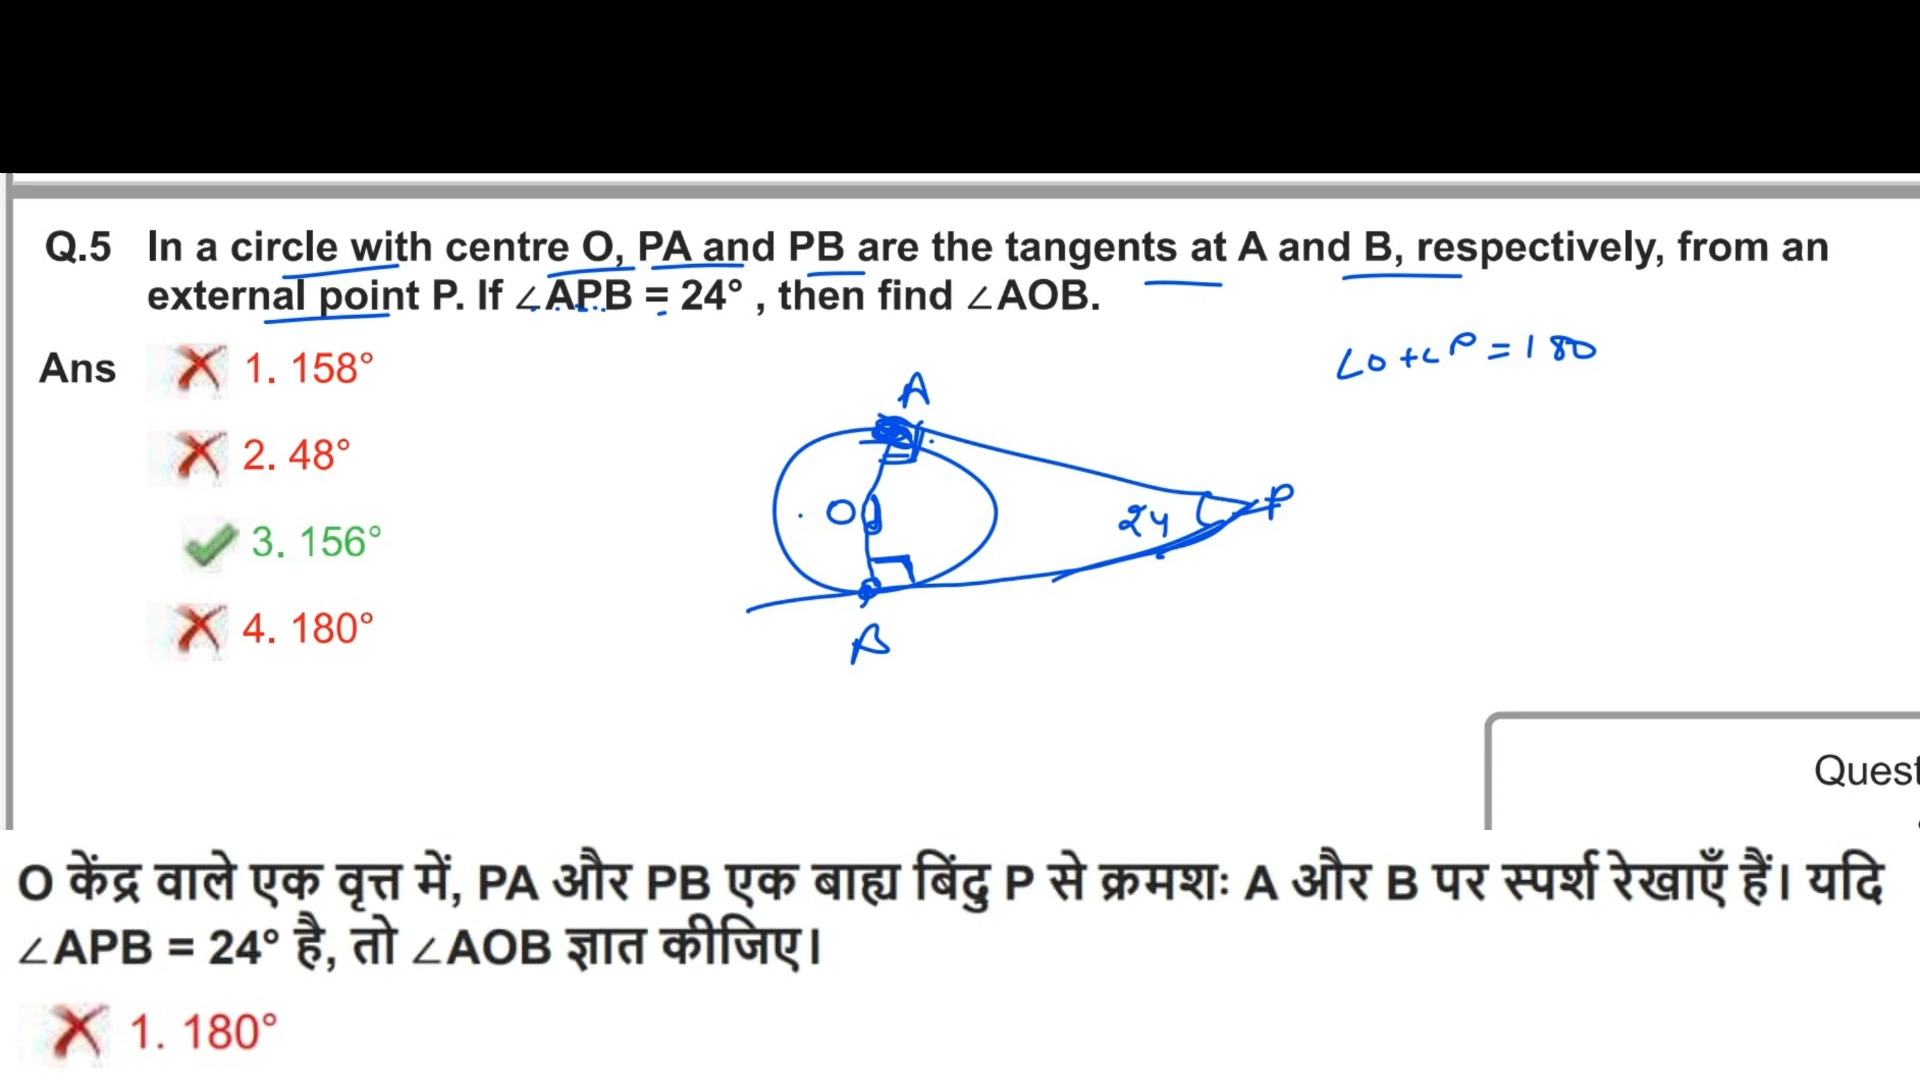 Q.5 In a circle with centre O, PA and PB are the tangents at A and B, respectively, from an
external point P. If ∠APB = 24° , then find ∠AOB.
∠O+∠P=180
Ans 1. 158°
2. 48°
3. 156°
4. 180°
A
O
24
P
B
Quest
O केंद्र वाले एक वृत्त में, PA और PB एक बाह्य बिंदु P से क्रमशः A और B पर स्पर्श रेखाएँ हैं। यदि
∠APB = 24° है, तो ∠AOB ज्ञात कीजिए।
1. 180°